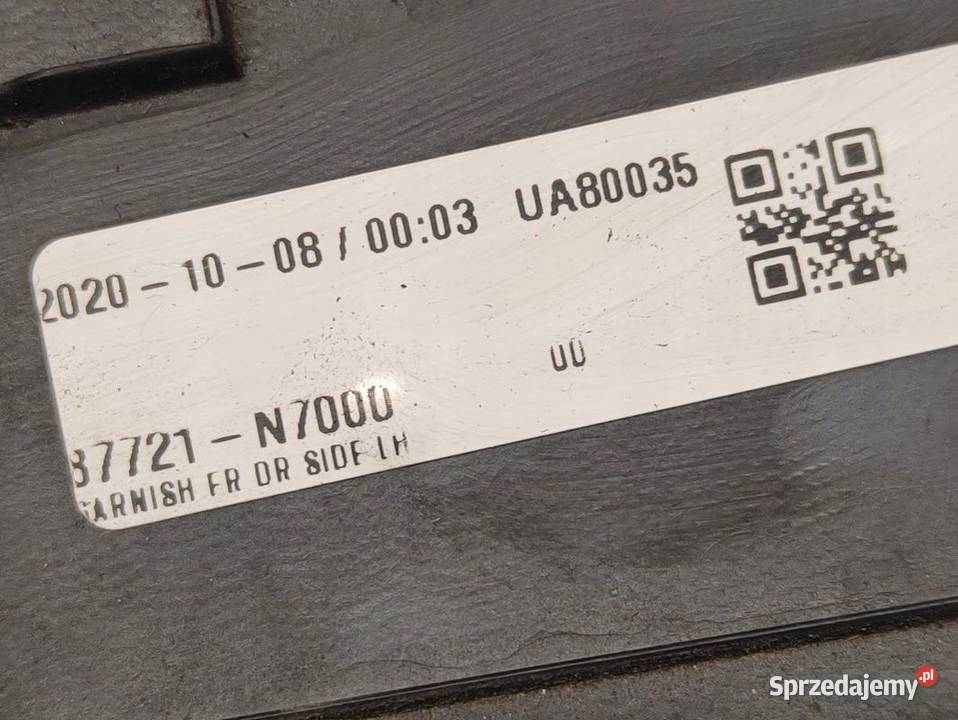 2020-10-08 / 00:03 UA80035
00
87721-N7000
GARNISH FR DR SIDE LH
Sprzedajemy.pl